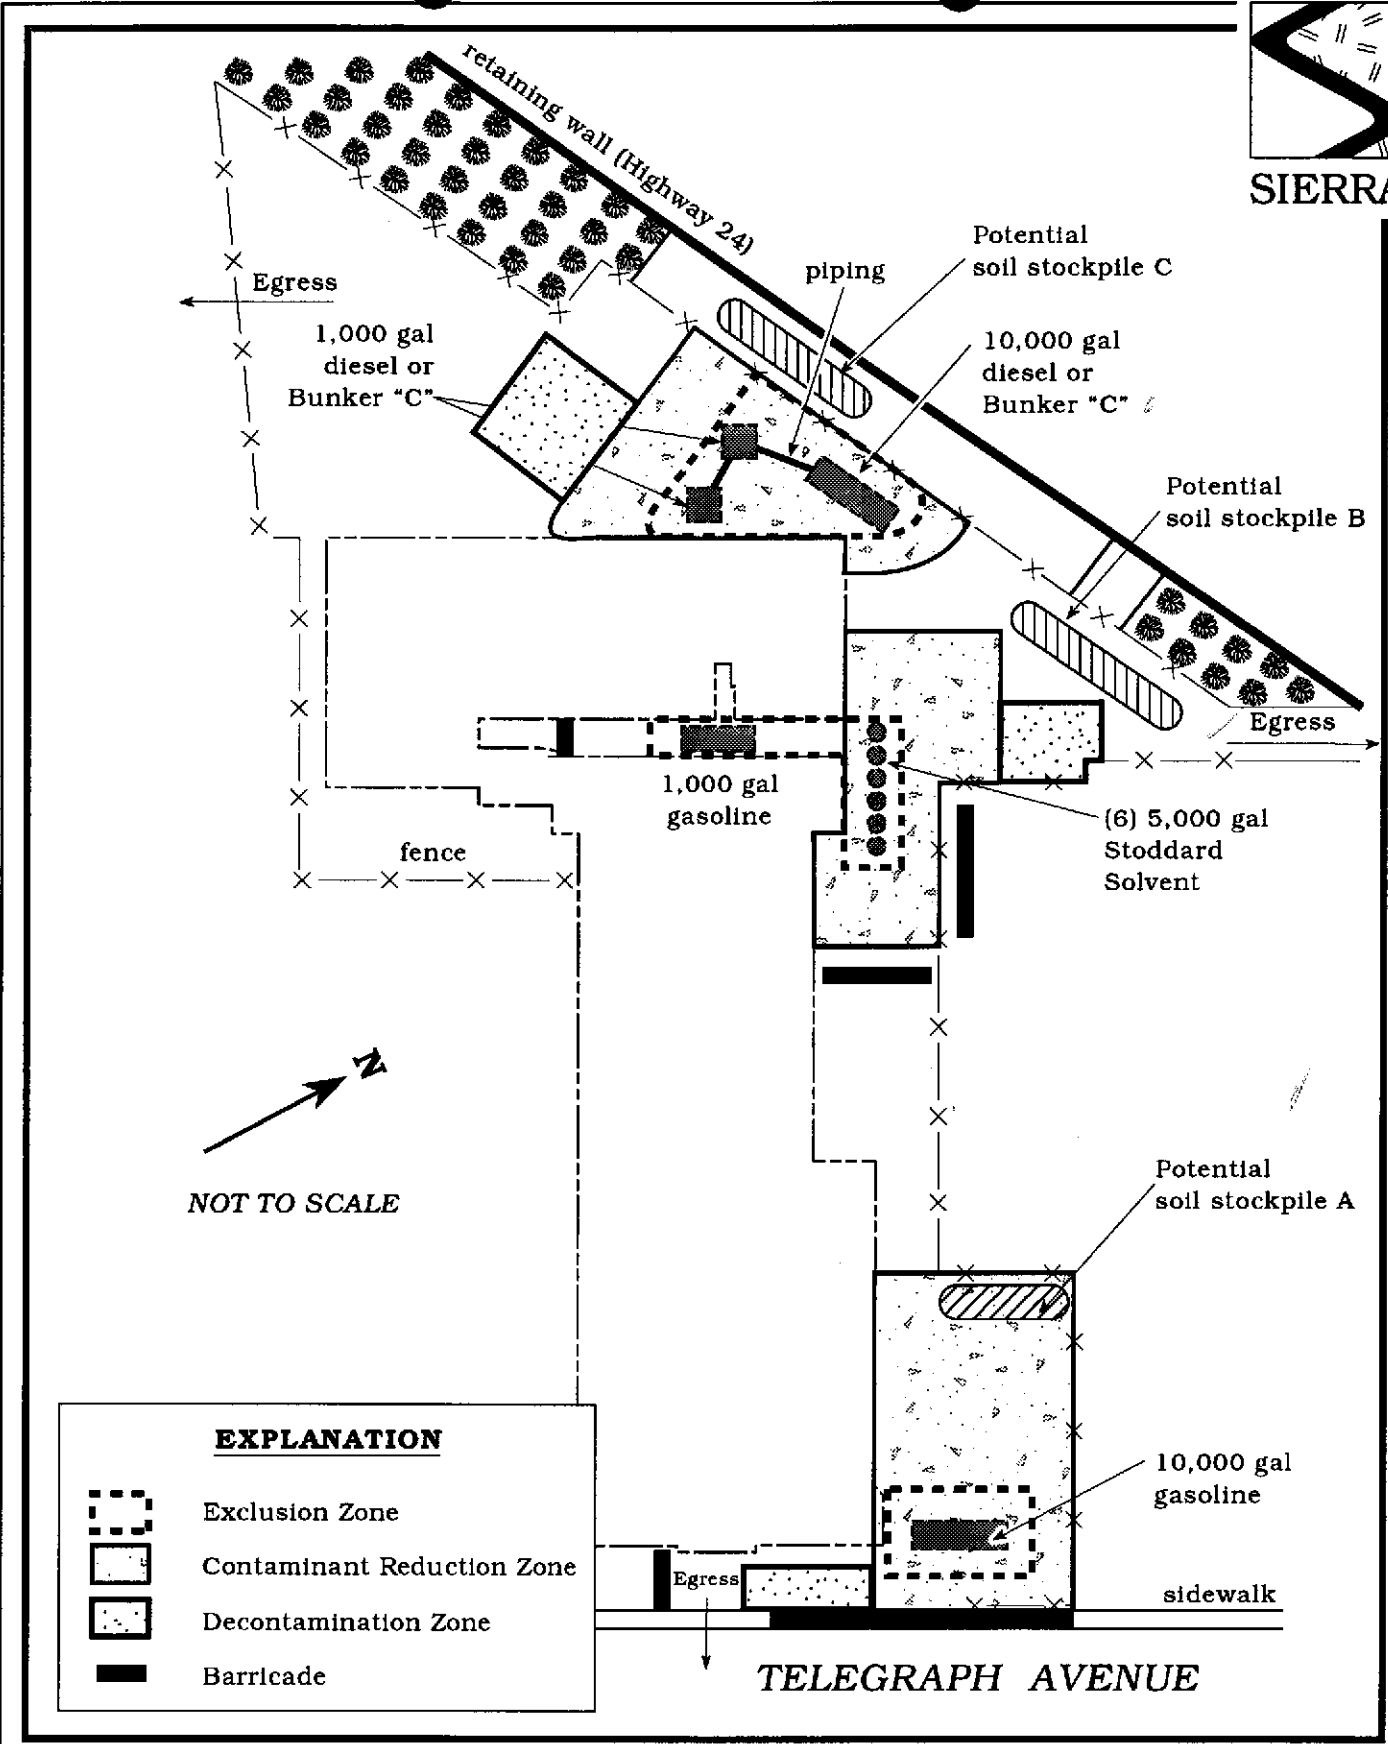 SIERRA
retaining wall (Highway 24)
Potential
soil stockpile C
piping
Egress
1,000 gal
diesel or
Bunker "C"
10,000 gal
diesel or
Bunker "C"
Potential
soil stockpile B
Egress
1,000 gal
gasoline
(6) 5,000 gal
Stoddard
Solvent
fence
N
NOT TO SCALE
Potential
soil stockpile A
EXPLANATION
Exclusion Zone
Contaminant Reduction Zone
Decontamination Zone
Barricade
10,000 gal
gasoline
Egress
sidewalk
TELEGRAPH AVENUE